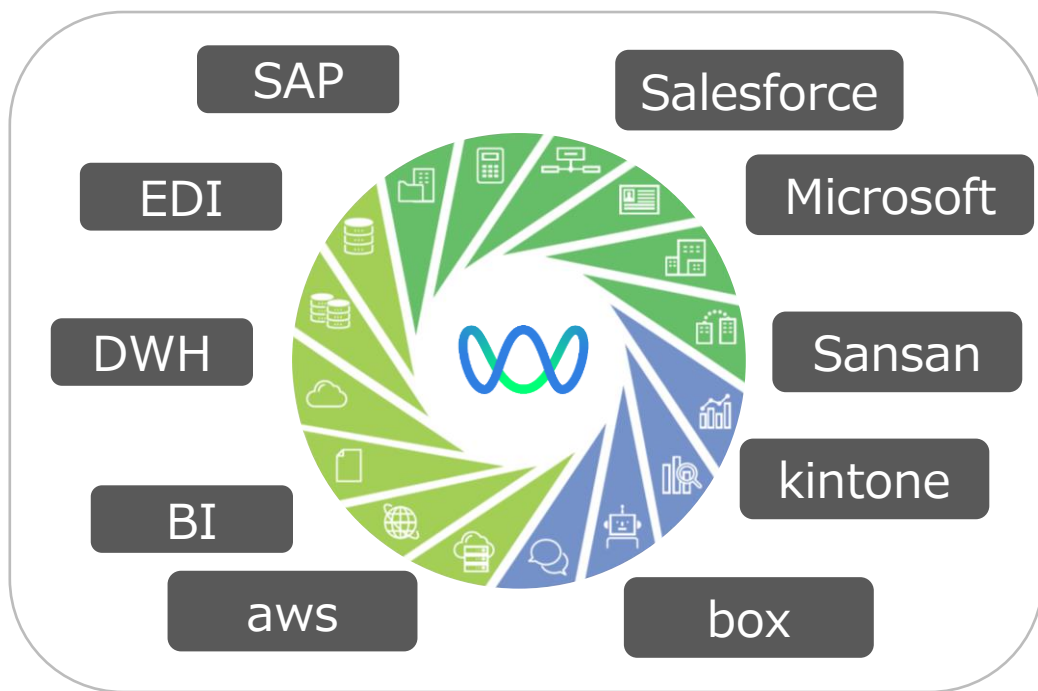 SAP
Salesforce
EDI
Microsoft
DWH
Sansan
kintone
BI
aws
box